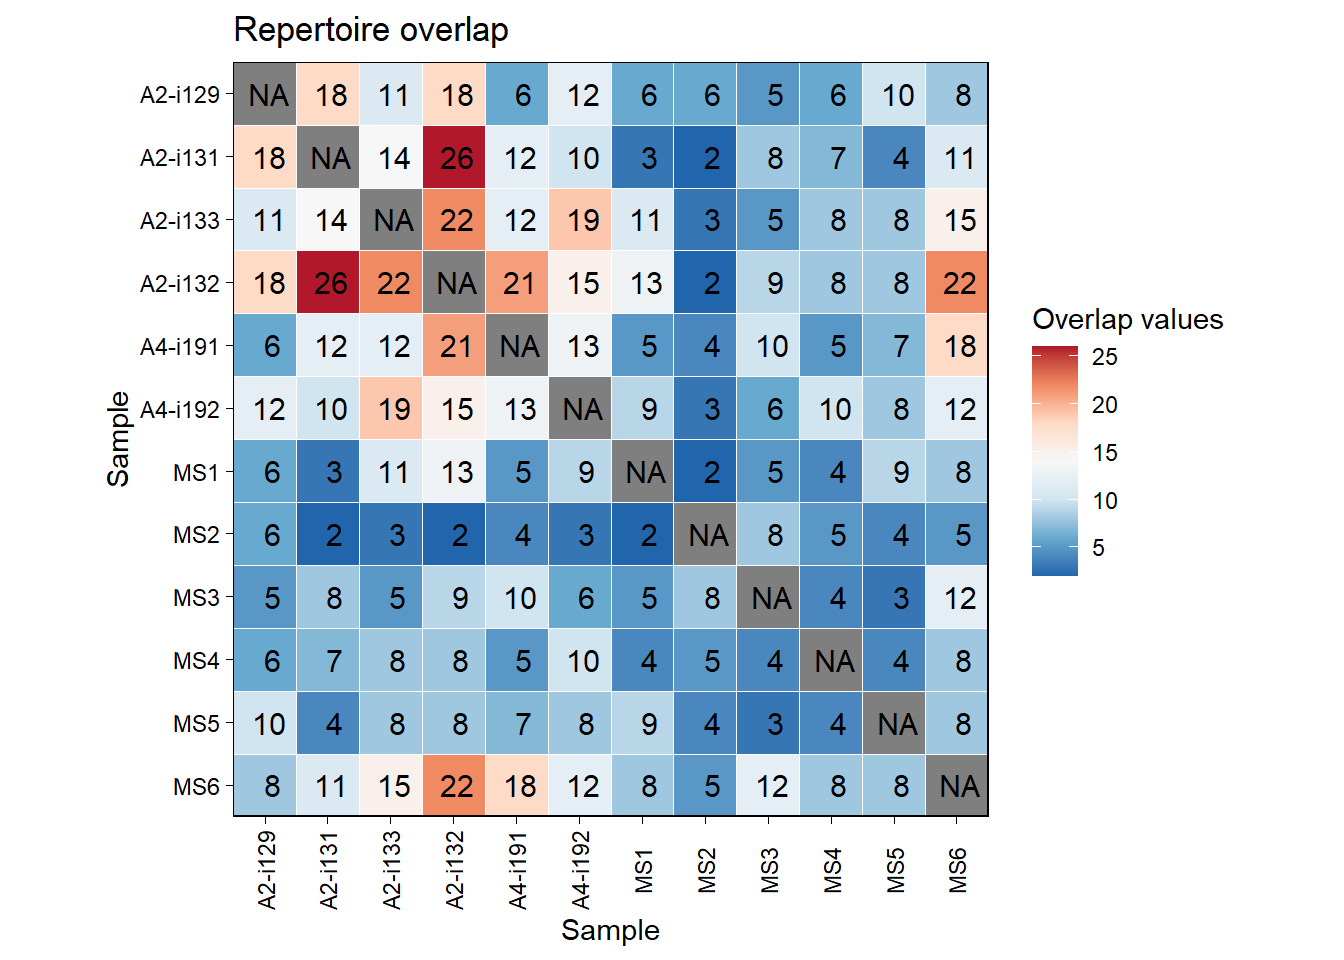 Repertoire overlap
Sample
A2-i129 NA 18 11 18 6 12 6 6 5 6 10 8
A2-i131 18 NA 14 26 12 10 3 2 8 7 4 11
A2-i133 11 14 NA 22 12 19 11 3 5 8 8 15
A2-i132 18 26 22 NA 21 15 13 2 9 8 8 22
A4-i191 6 12 12 21 NA 13 5 4 10 5 7 18
A4-i192 12 10 19 15 13 NA 9 3 6 10 8 12
MS1 6 3 11 13 5 9 NA 2 5 4 9 8
MS2 6 2 3 2 4 3 2 NA 8 5 4 5
MS3 5 8 5 9 10 6 5 8 NA 4 3 12
MS4 6 7 8 8 5 10 4 5 4 NA 4 8
MS5 10 4 8 8 7 8 9 4 3 4 NA 8
MS6 8 11 15 22 18 12 8 5 12 8 8 NA
A2-i129 A2-i131 A2-i133 A2-i132 A4-i191 A4-i192 MS1 MS2 MS3 MS4 MS5 MS6
Sample
Overlap values
25
20
15
10
5